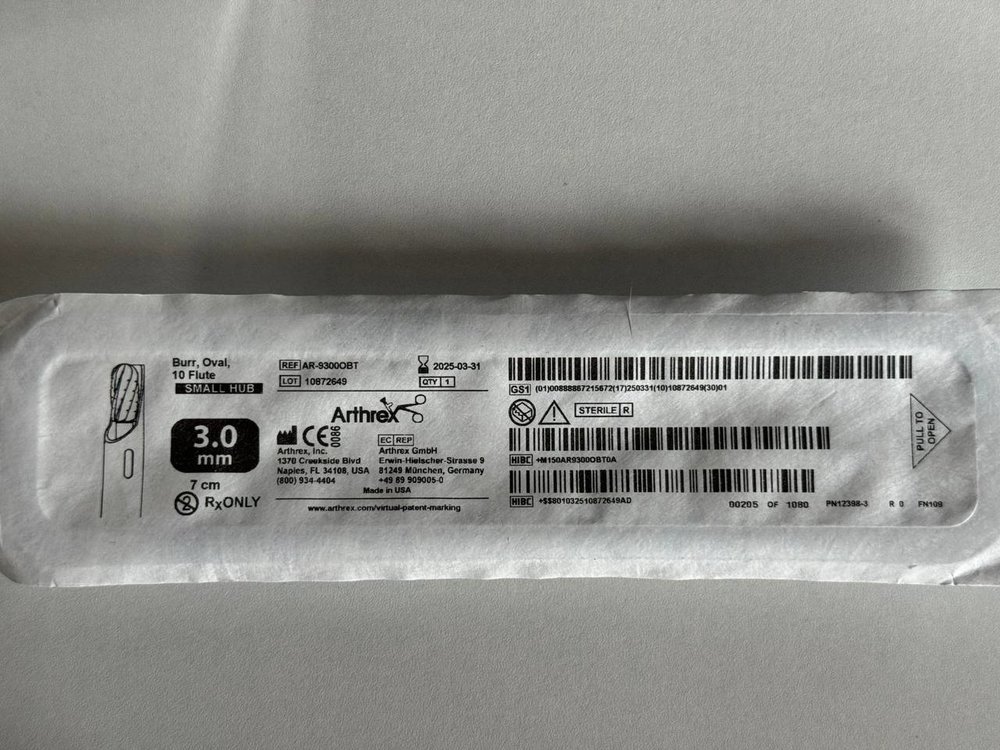 Burr, Oval,
10 Flute
SMALL HUB
3.0
mm
7 cm
2
RxONLY
REF AR-9300OBT
LOT 10872649
2025-03-31
QTY 1
Arthrex
CE
0086
Arthrex, Inc.
1370 Creekside Blvd
Naples, FL 34108, USA
(800) 934-4404
EC REP
Arthrex GmbH
Erwin-Hielscher-Strasse 9
81249 München, Germany
+49 89 909005-0
Made in USA
www.arthrex.com/virtual-patent-marking
GS1 (01)00888867215672(17)250331(10)10872649(30)01
STERILE R
HIBC +M150AR9300OBT0A
HIBC +$$801032510872649AD
00205 OF 1080 PN12398-3 R 0 FN109
PULL TO
OPEN